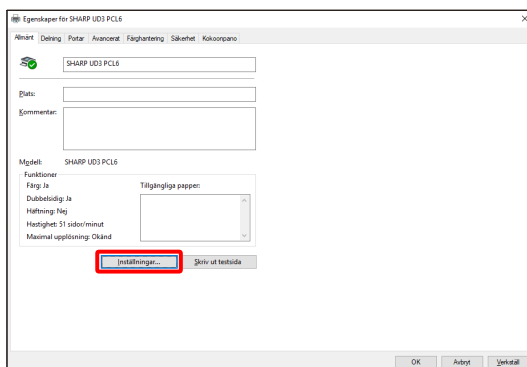 Egenskaper för SHARP UD3 PCL6
Allmänt Delning Portar Avancerat Färghantering Säkerhet Kokoonpano
SHARP UD3 PCL6
Plats:
Kommentar:
Modell: SHARP UD3 PCL6
Funktioner
Färg: Ja Tillgängliga papper:
Dubbelsidig: Ja
Häftning: Nej
Hastighet: 51 sidor/minut
Maximal upplösning: Okänd
Inställningar... Skriv ut testsida
OK Avbryt Verkställ